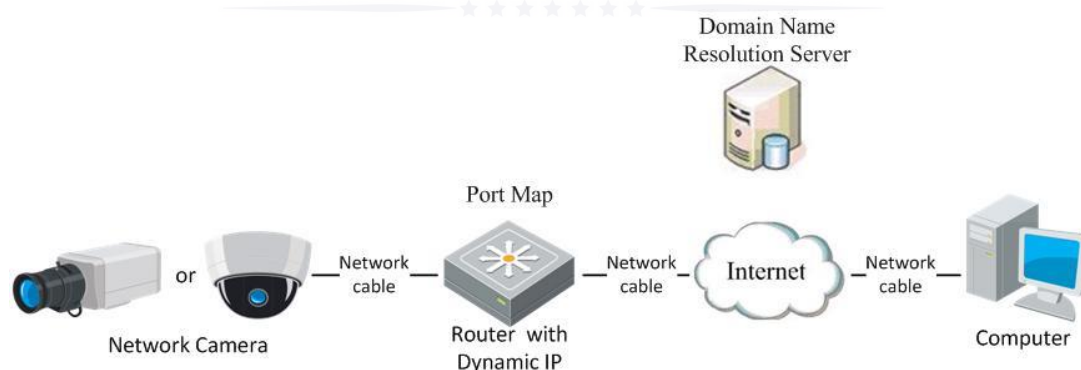 Domain Name
Resolution Server
Port Map
or
Network
cable
Network
cable
Internet
Network
cable
Network Camera
Router with
Dynamic IP
Computer